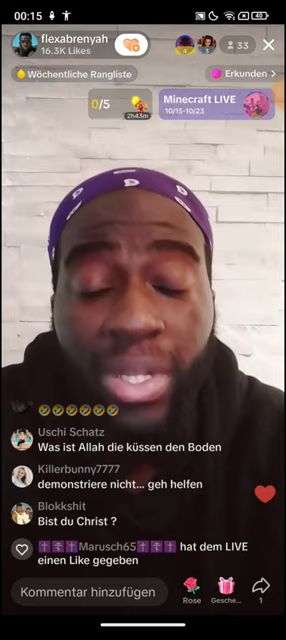 00:15
40
flexabrenyah
16.3K Likes
33
Wöchentliche Rangliste
Erkunden >
0/5
2h43m
Minecraft LIVE
10/15-10/23
🤣🤣🤣🤣🤣🤣
Uschi Schatz
Was ist Allah die küssen den Boden
Killerbunny7777
demonstriere nicht... geh helfen
Blokkshit
Bist du Christ ?
✝️✝️✝️Marusch65✝️✝️✝️ hat dem LIVE
einen Like gegeben
Kommentar hinzufügen
Rose
Gesche...
1